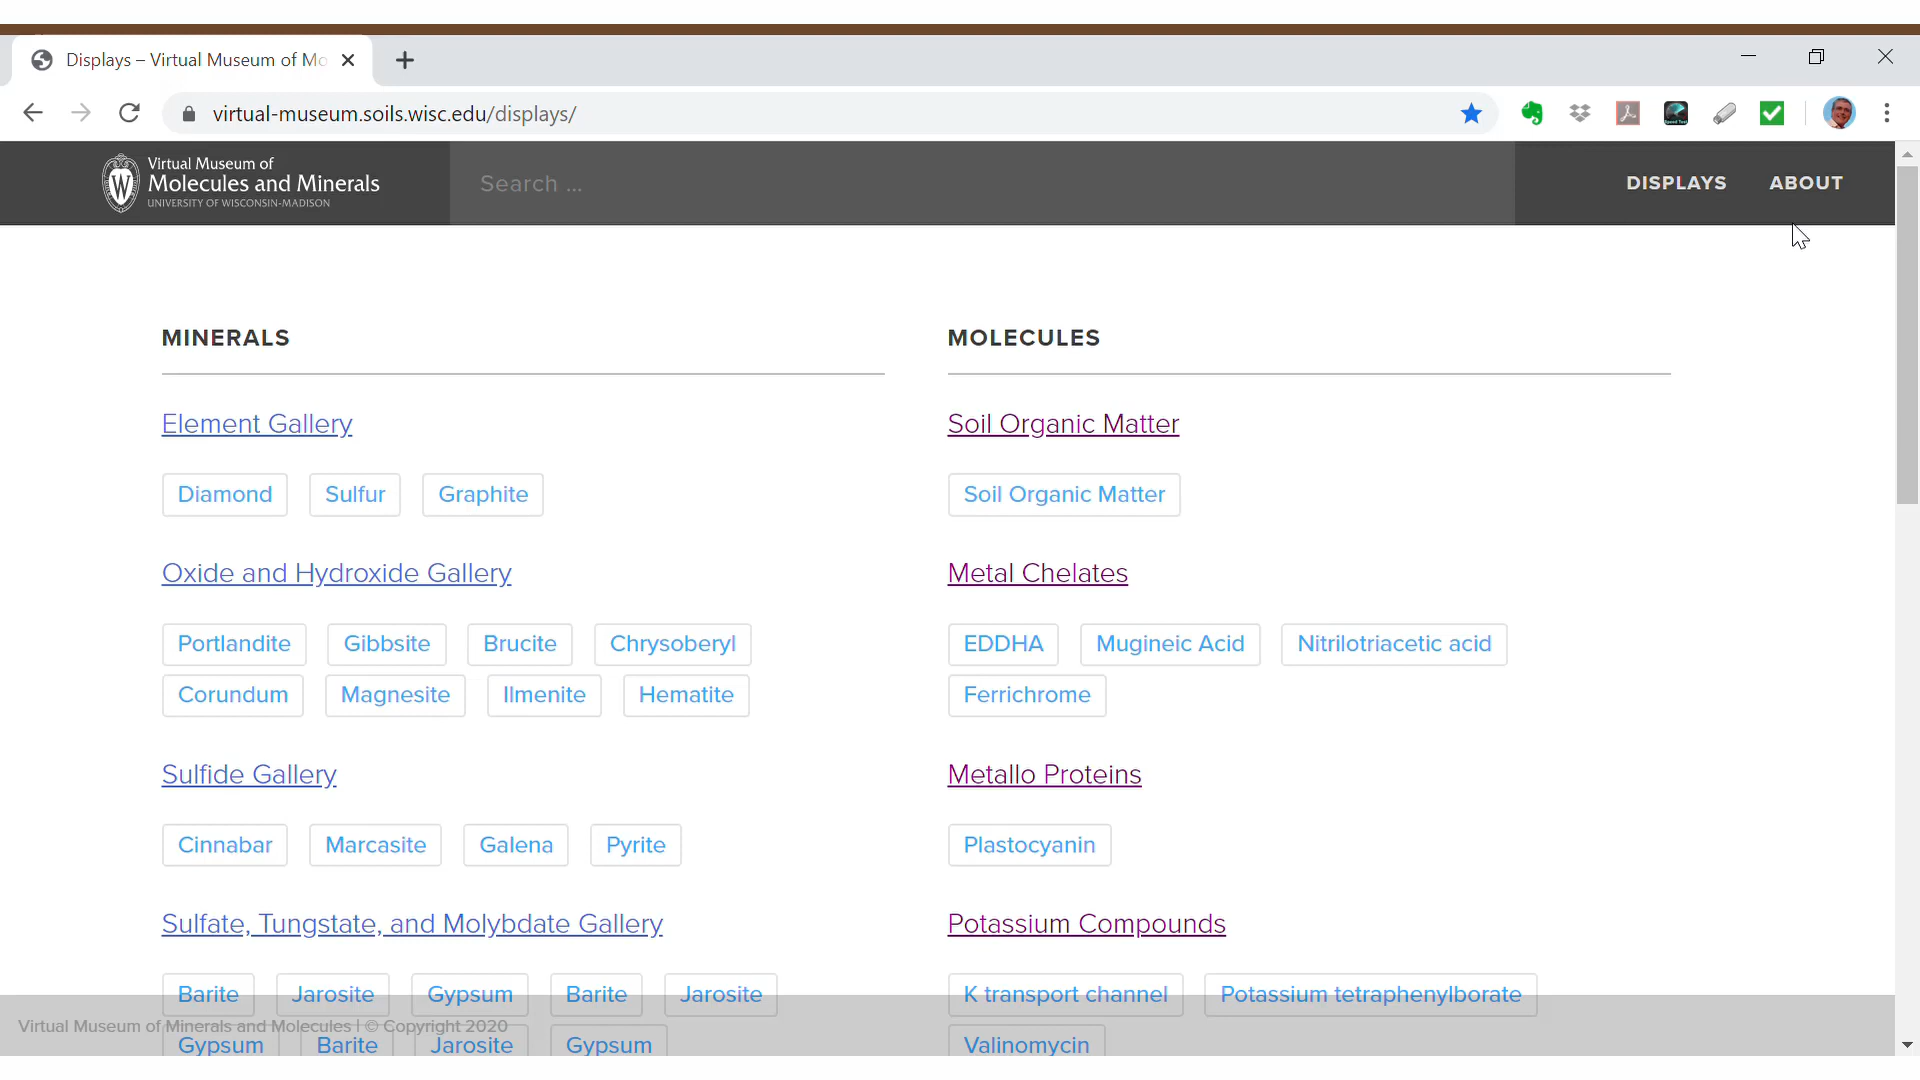 Displays – Virtual Museum of Mo
virtual-museum.soils.wisc.edu/displays/
Virtual Museum of
Molecules and Minerals
UNIVERSITY OF WISCONSIN-MADISON
Search ...
DISPLAYS ABOUT
MINERALS
Element Gallery
Diamond Sulfur Graphite
Oxide and Hydroxide Gallery
Portlandite Gibbsite Brucite Chrysoberyl
Corundum Magnesite Ilmenite Hematite
Sulfide Gallery
Cinnabar Marcasite Galena Pyrite
Sulfate, Tungstate, and Molybdate Gallery
Barite Jarosite Gypsum Barite Jarosite
Gypsum Barite Jarosite Gypsum
MOLECULES
Soil Organic Matter
Soil Organic Matter
Metal Chelates
EDDHA Mugineic Acid Nitrilotriacetic acid
Ferrichrome
Metallo Proteins
Plastocyanin
Potassium Compounds
K transport channel Potassium tetraphenylborate
Valinomycin
Virtual Museum of Minerals and Molecules | © Copyright 2020